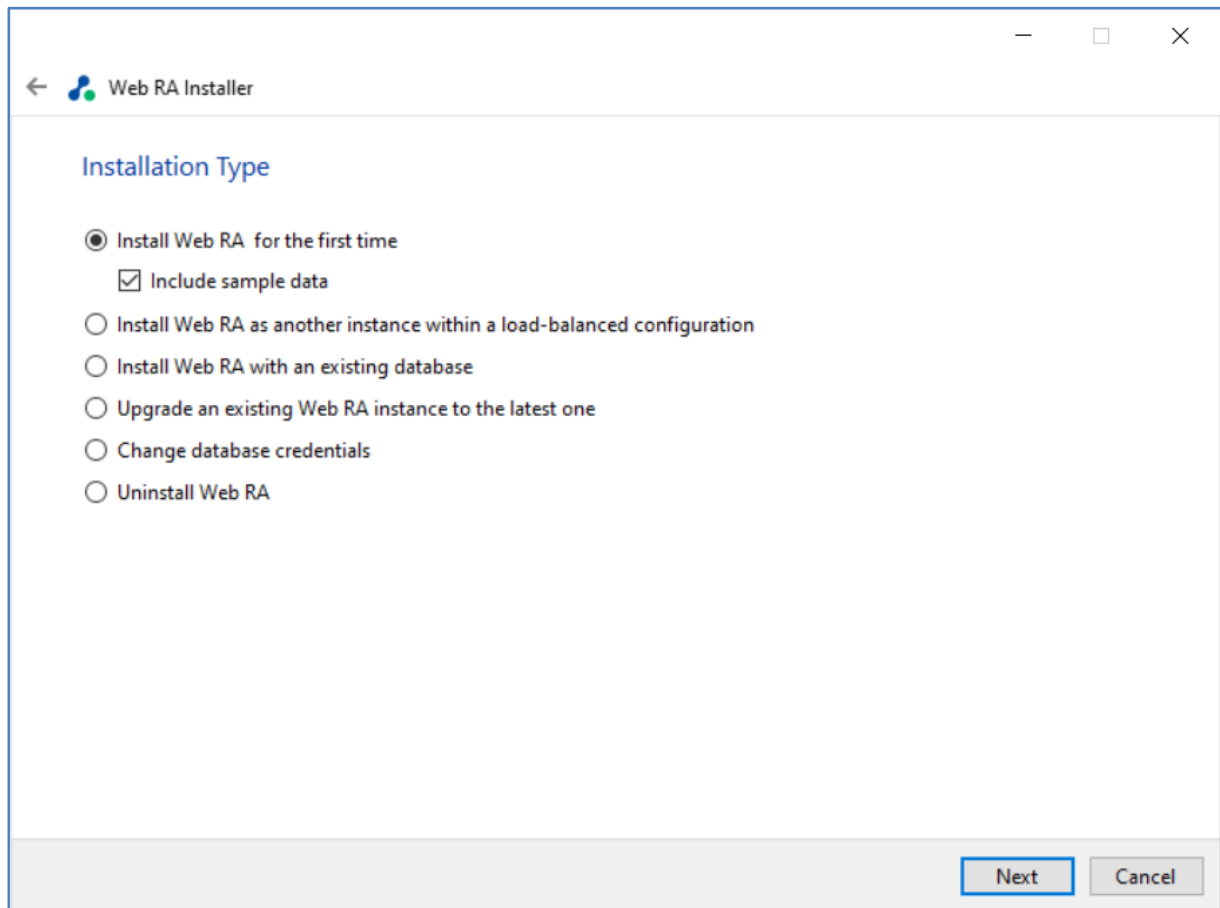 Web RA Installer
Installation Type
Install Web RA  for the first time
Include sample data
Install Web RA as another instance within a load-balanced configuration
Install Web RA with an existing database
Upgrade an existing Web RA instance to the latest one
Change database credentials
Uninstall Web RA
Next Cancel